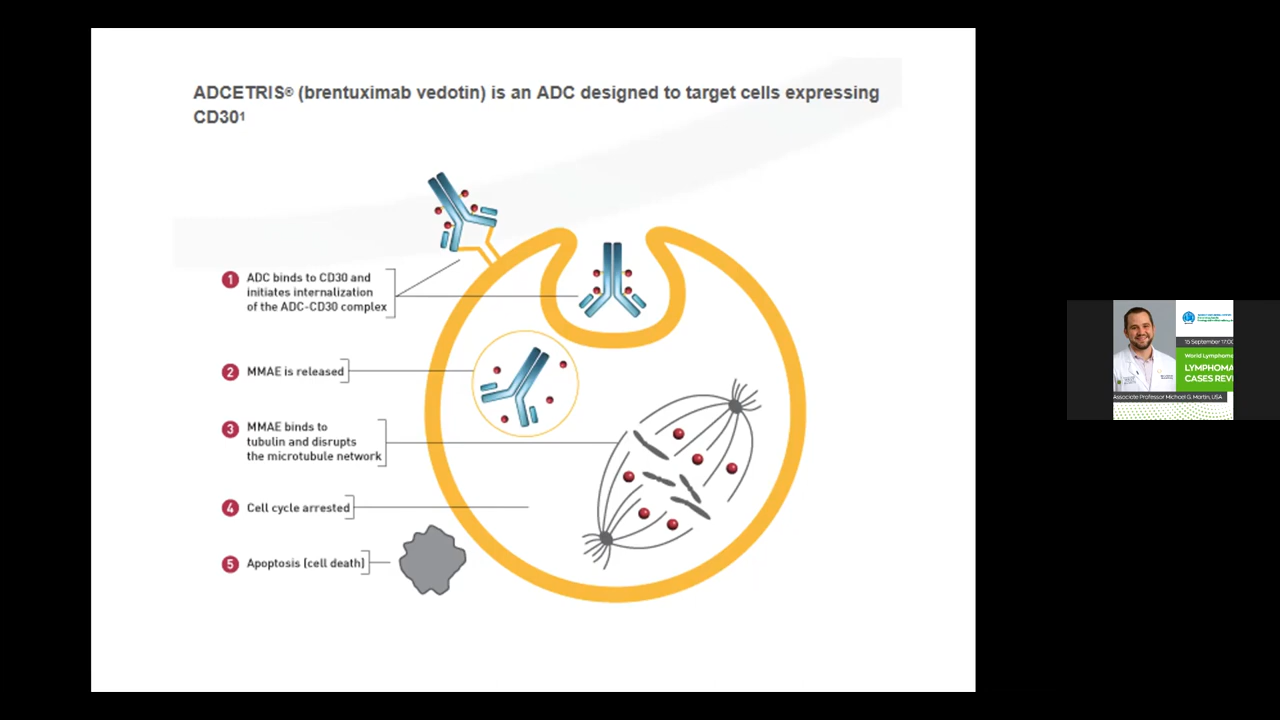 ADCETRIS® (brentuximab vedotin) is an ADC designed to target cells expressing
CD30¹
1 ADC binds to CD30 and
initiates internalization
of the ADC-CD30 complex
2 MMAE is released
3 MMAE binds to
tubulin and disrupts
the microtubule network
4 Cell cycle arrested
5 Apoptosis [cell death]
15 September 17:00
World Lymphoma
LYMPHOMA
CASES REVI
Associate Professor Michael G. Martin, USA